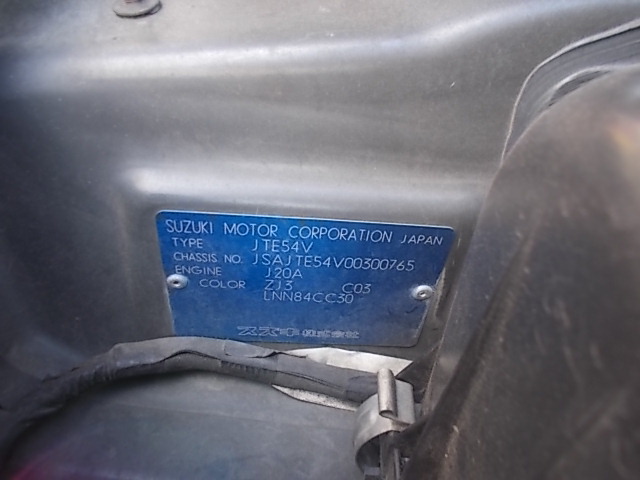 SUZUKI MOTOR CORPORATION JAPAN
TYPE JTE54V
CHASSIS NO. JSAJTE54V00300765
ENGINE J20A
COLOR ZJ3 C03
LNN84CC30
スズキ株式会社